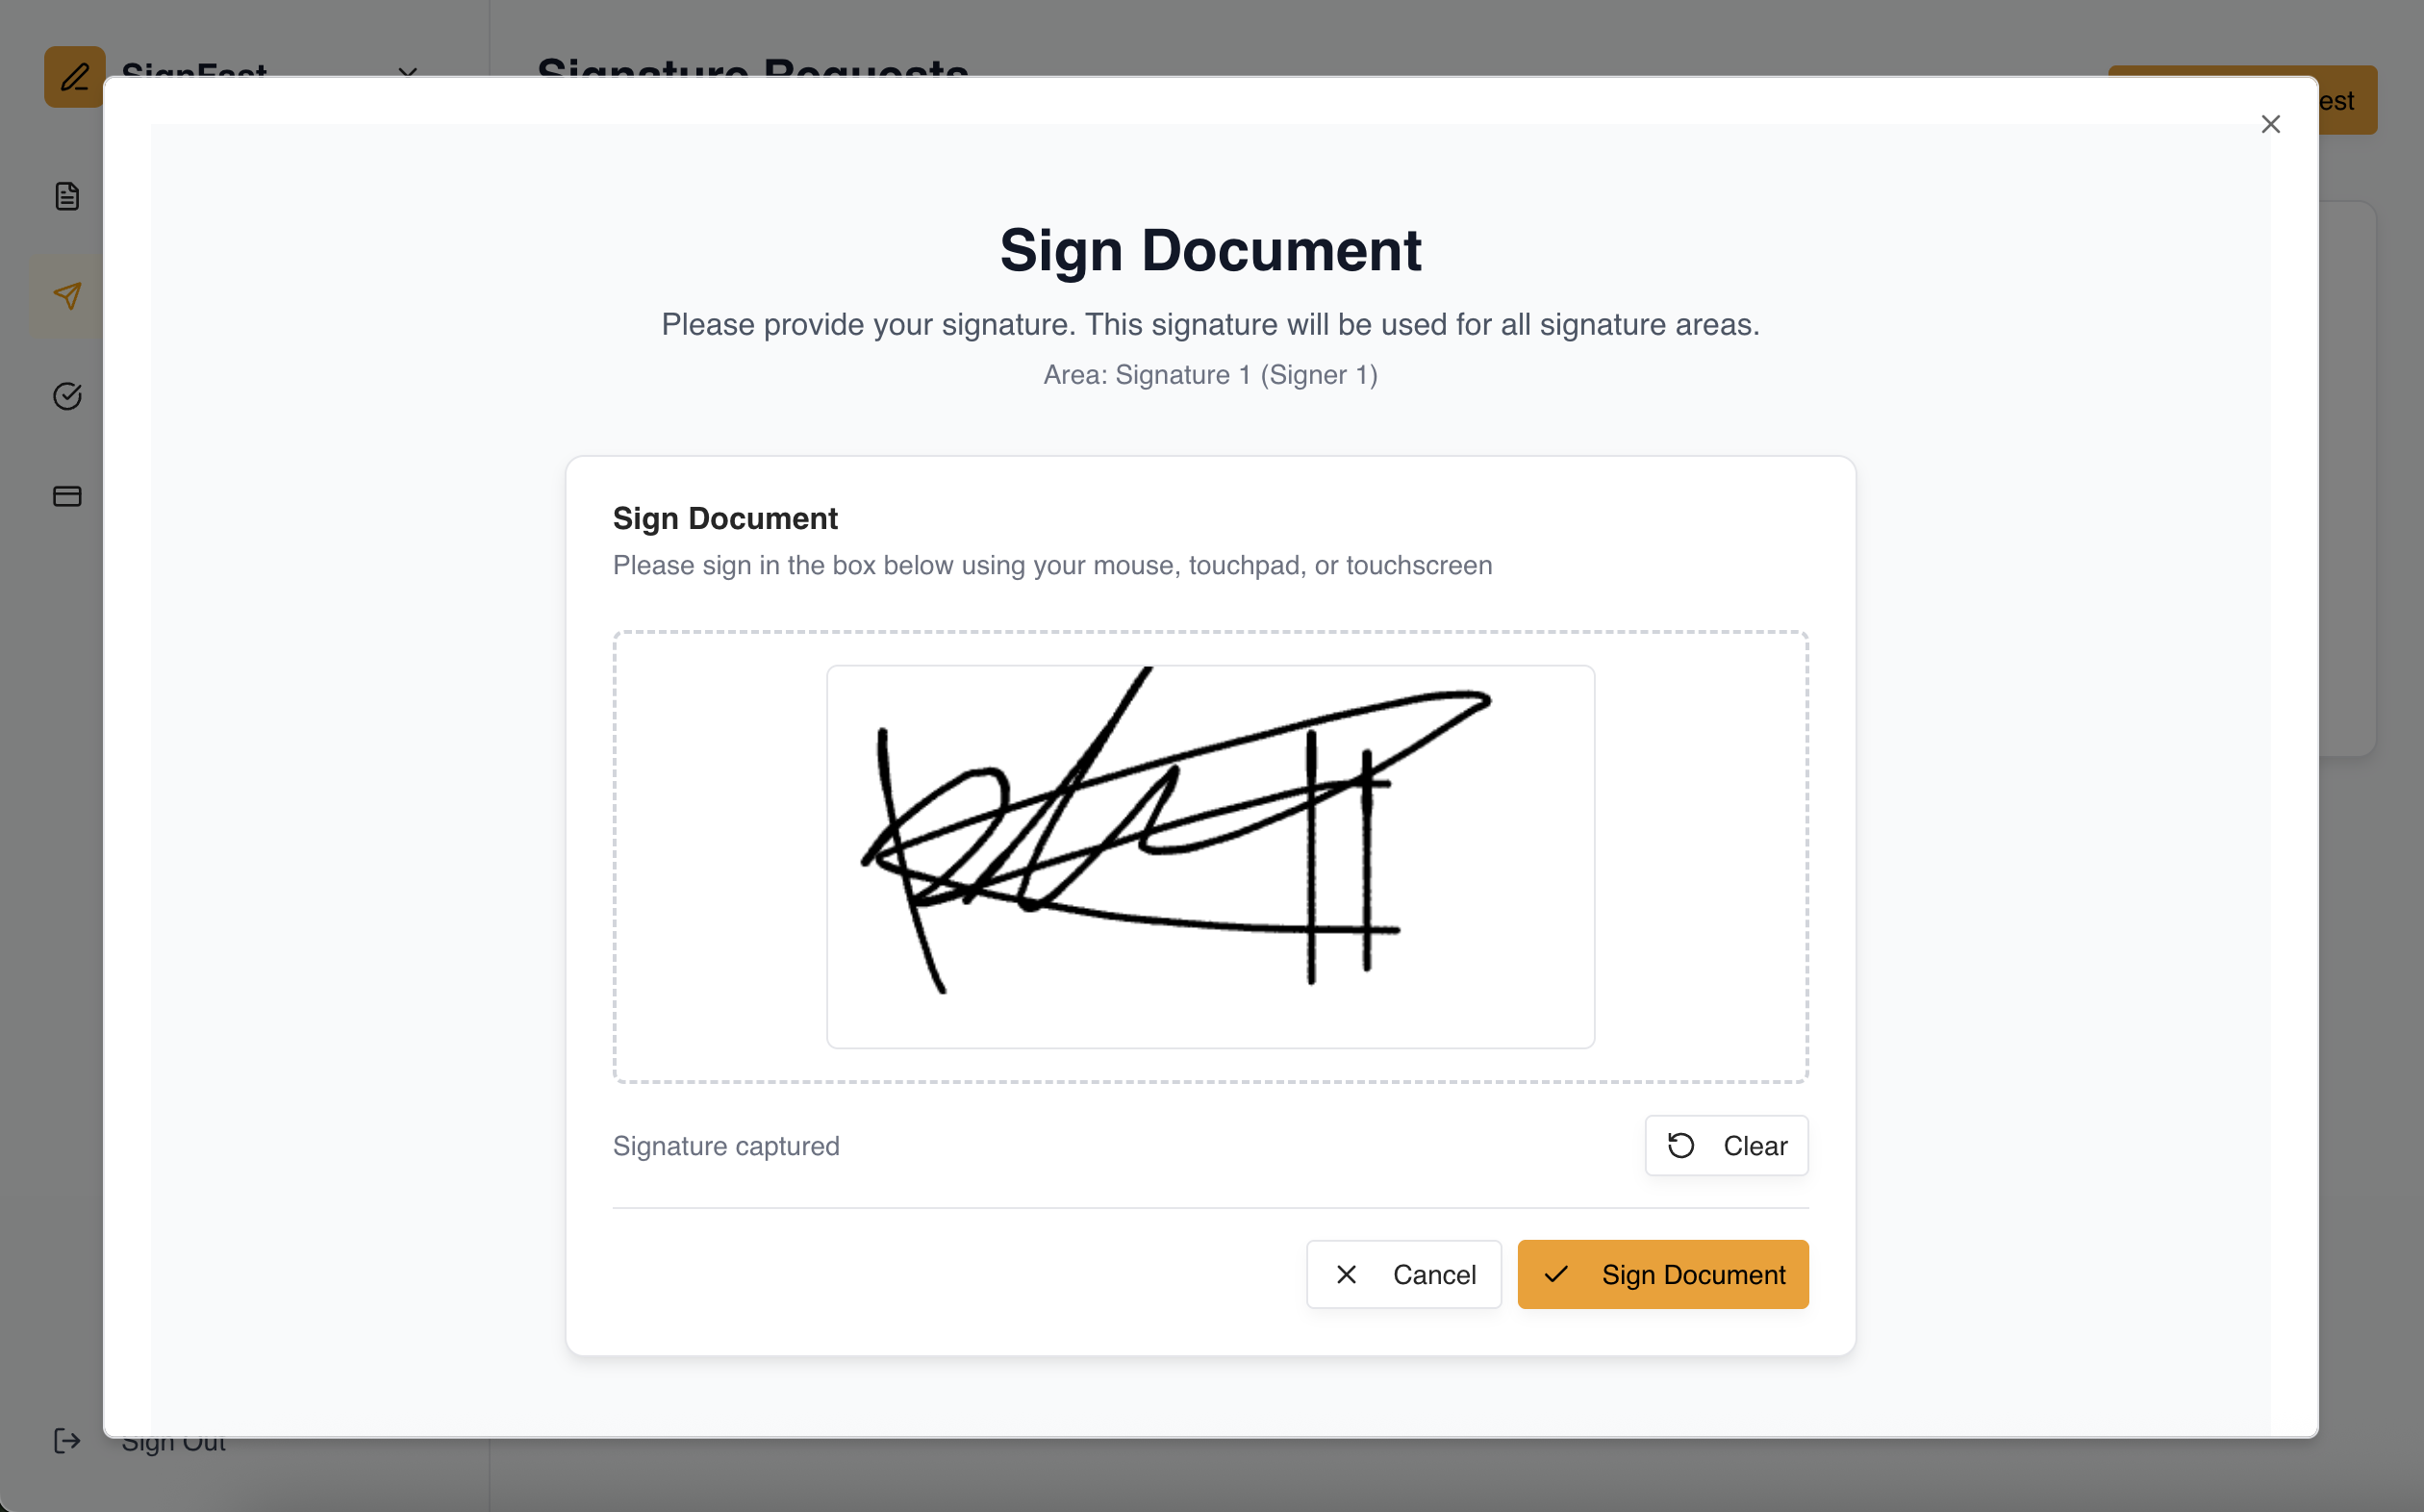 SignFast
Signature Requests
est
Sign Document
Please provide your signature. This signature will be used for all signature areas.
Area: Signature 1 (Signer 1)
Sign Document
Please sign in the box below using your mouse, touchpad, or touchscreen
Signature captured
Clear
Cancel
Sign Document
Sign Out